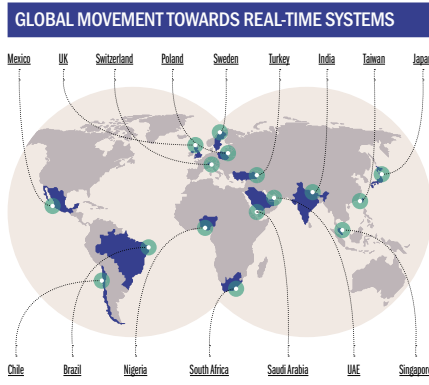 GLOBAL MOVEMENT TOWARDS REAL-TIME SYSTEMS
Mexico UK Switzerland Poland Sweden Turkey India Taiwan Japa
Chile Brazil Nigeria South Africa Saudi Arabia UAE Singapor